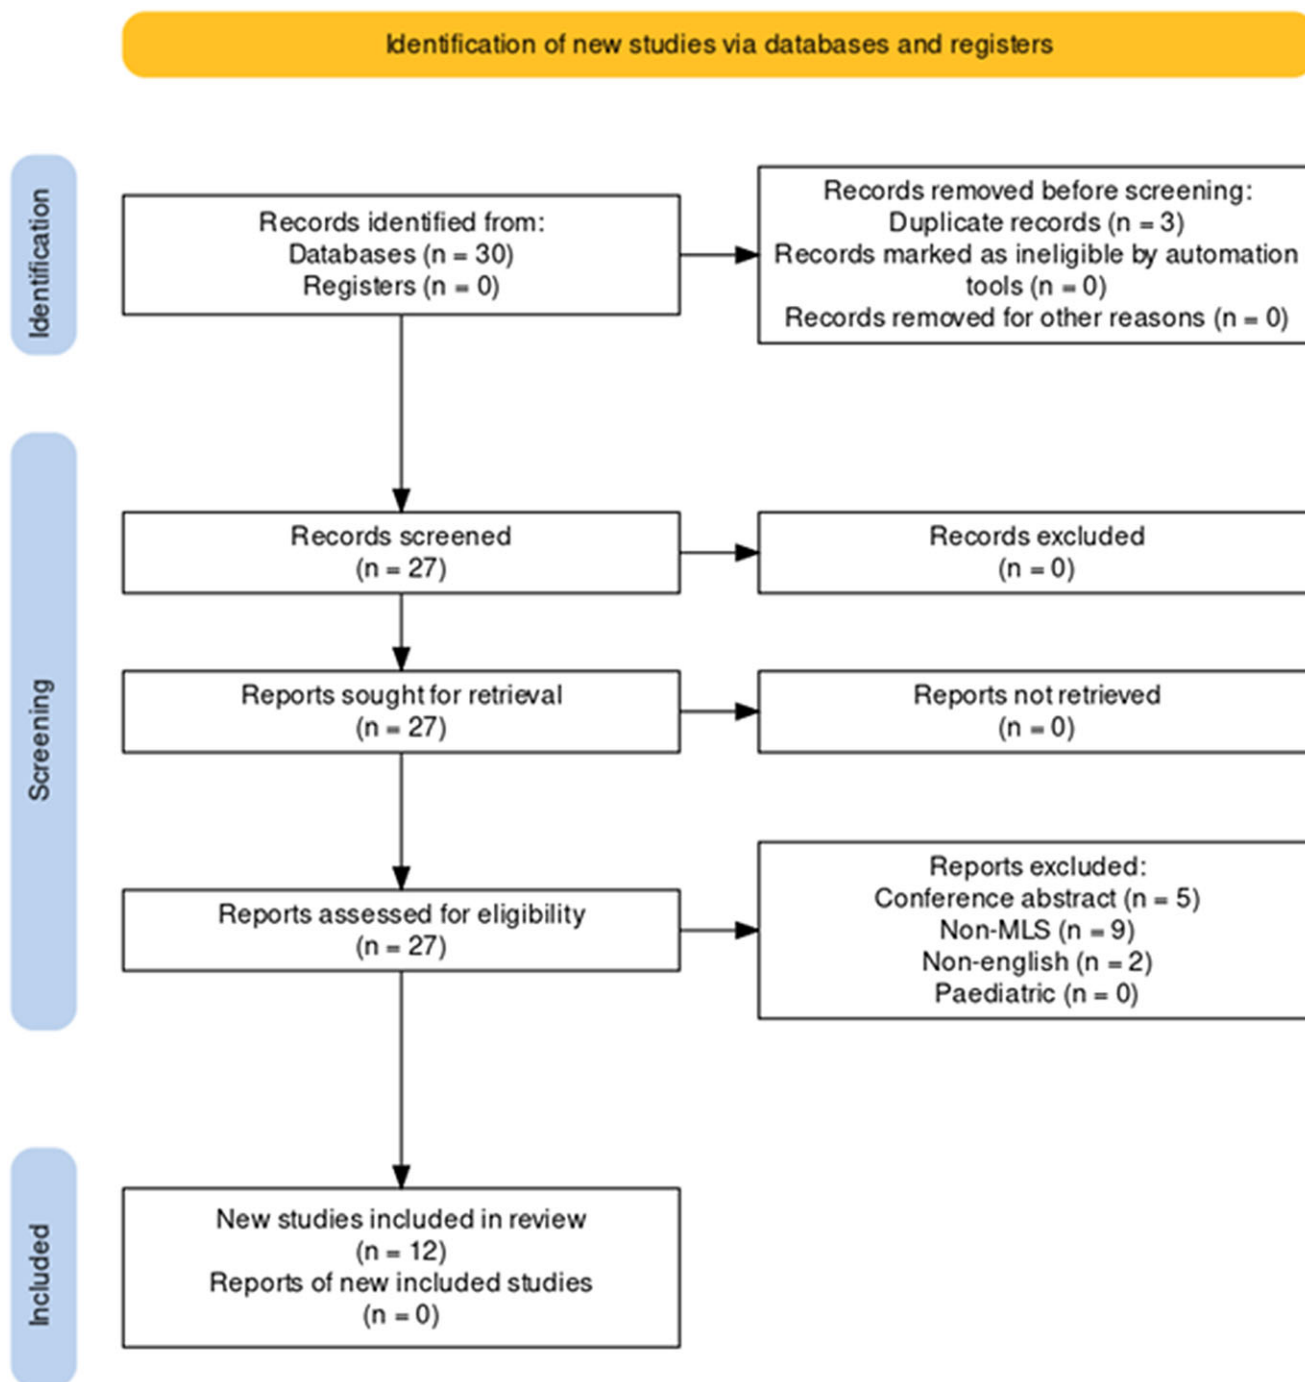 Identification of new studies via databases and registers
Identification
Records identified from:
Databases (n = 30)
Registers (n = 0)
Records removed before screening:
Duplicate records (n = 3)
Records marked as ineligible by automation
tools (n = 0)
Records removed for other reasons (n = 0)
Screening
Records screened
(n = 27)
Records excluded
(n = 0)
Reports sought for retrieval
(n = 27)
Reports not retrieved
(n = 0)
Reports assessed for eligibility
(n = 27)
Reports excluded:
Conference abstract (n = 5)
Non-MLS (n = 9)
Non-english (n = 2)
Paediatric (n = 0)
Included
New studies included in review
(n = 12)
Reports of new included studies
(n = 0)